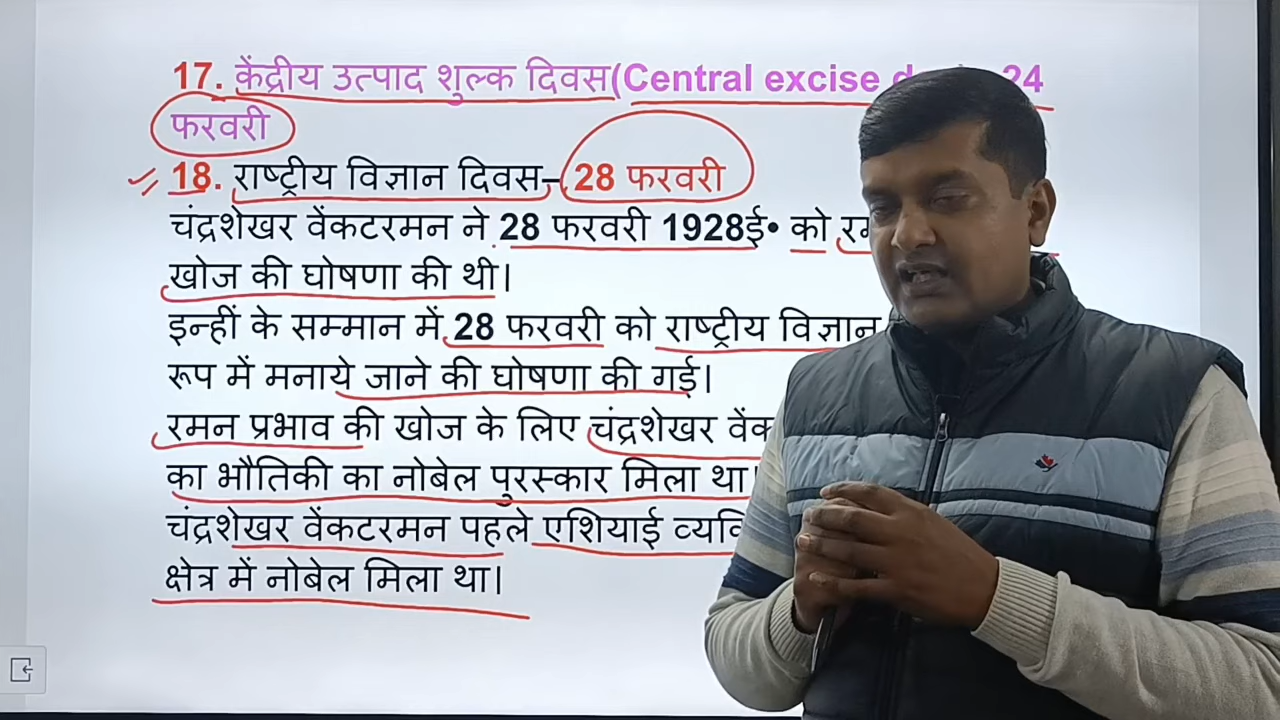 17. केंद्रीय उत्पाद शुल्क दिवस(Central excise 24
फरवरी
18. राष्ट्रीय विज्ञान दिवस– 28 फरवरी
चंद्रशेखर वेंकटरमन ने 28 फरवरी 1928ई• को
खोज की घोषणा की थी।
इन्हीं के सम्मान में 28 फरवरी को राष्ट्रीय विज्ञान
रूप में मनाये जाने की घोषणा की गई।
रमन प्रभाव की खोज के लिए चंद्रशेखर
का भौतिकी का नोबेल पुरस्कार मिला था।
चंद्रशेखर वेंकटरमन पहले एशियाई
क्षेत्र में नोबेल मिला था।